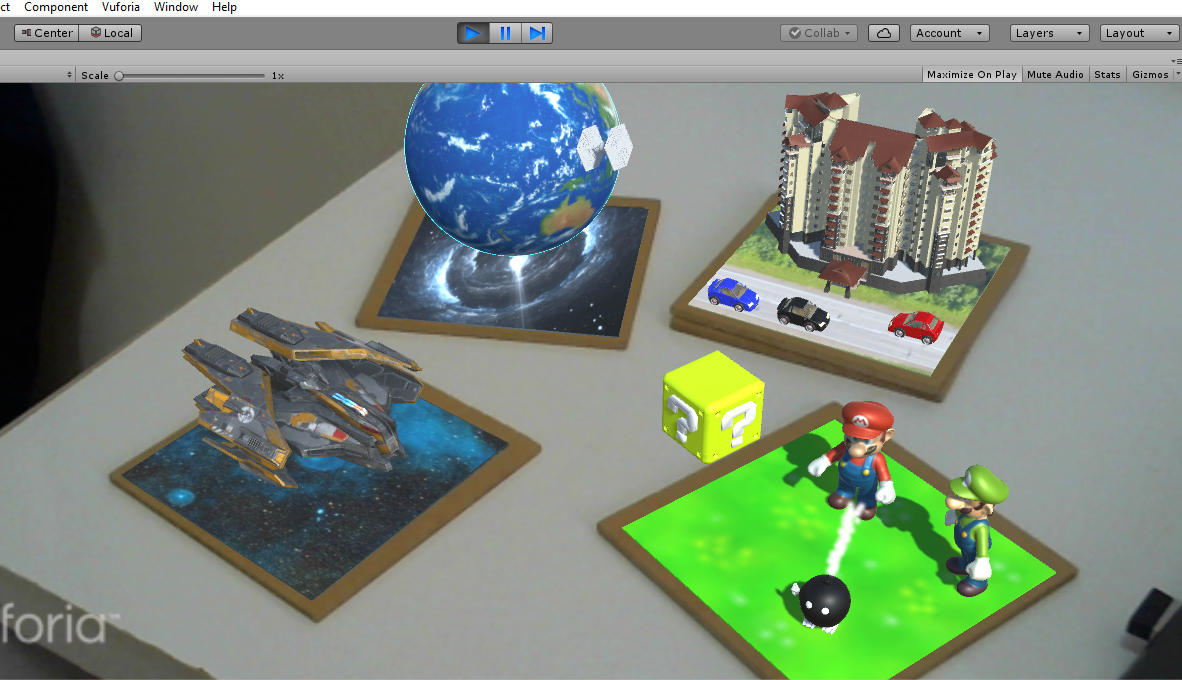 ct Component Vuforia Window Help
Center Local Collab Account Layers Layout
Scale 1x Maximize On Play Mute Audio Stats Gizmos
? ?
M
foria™